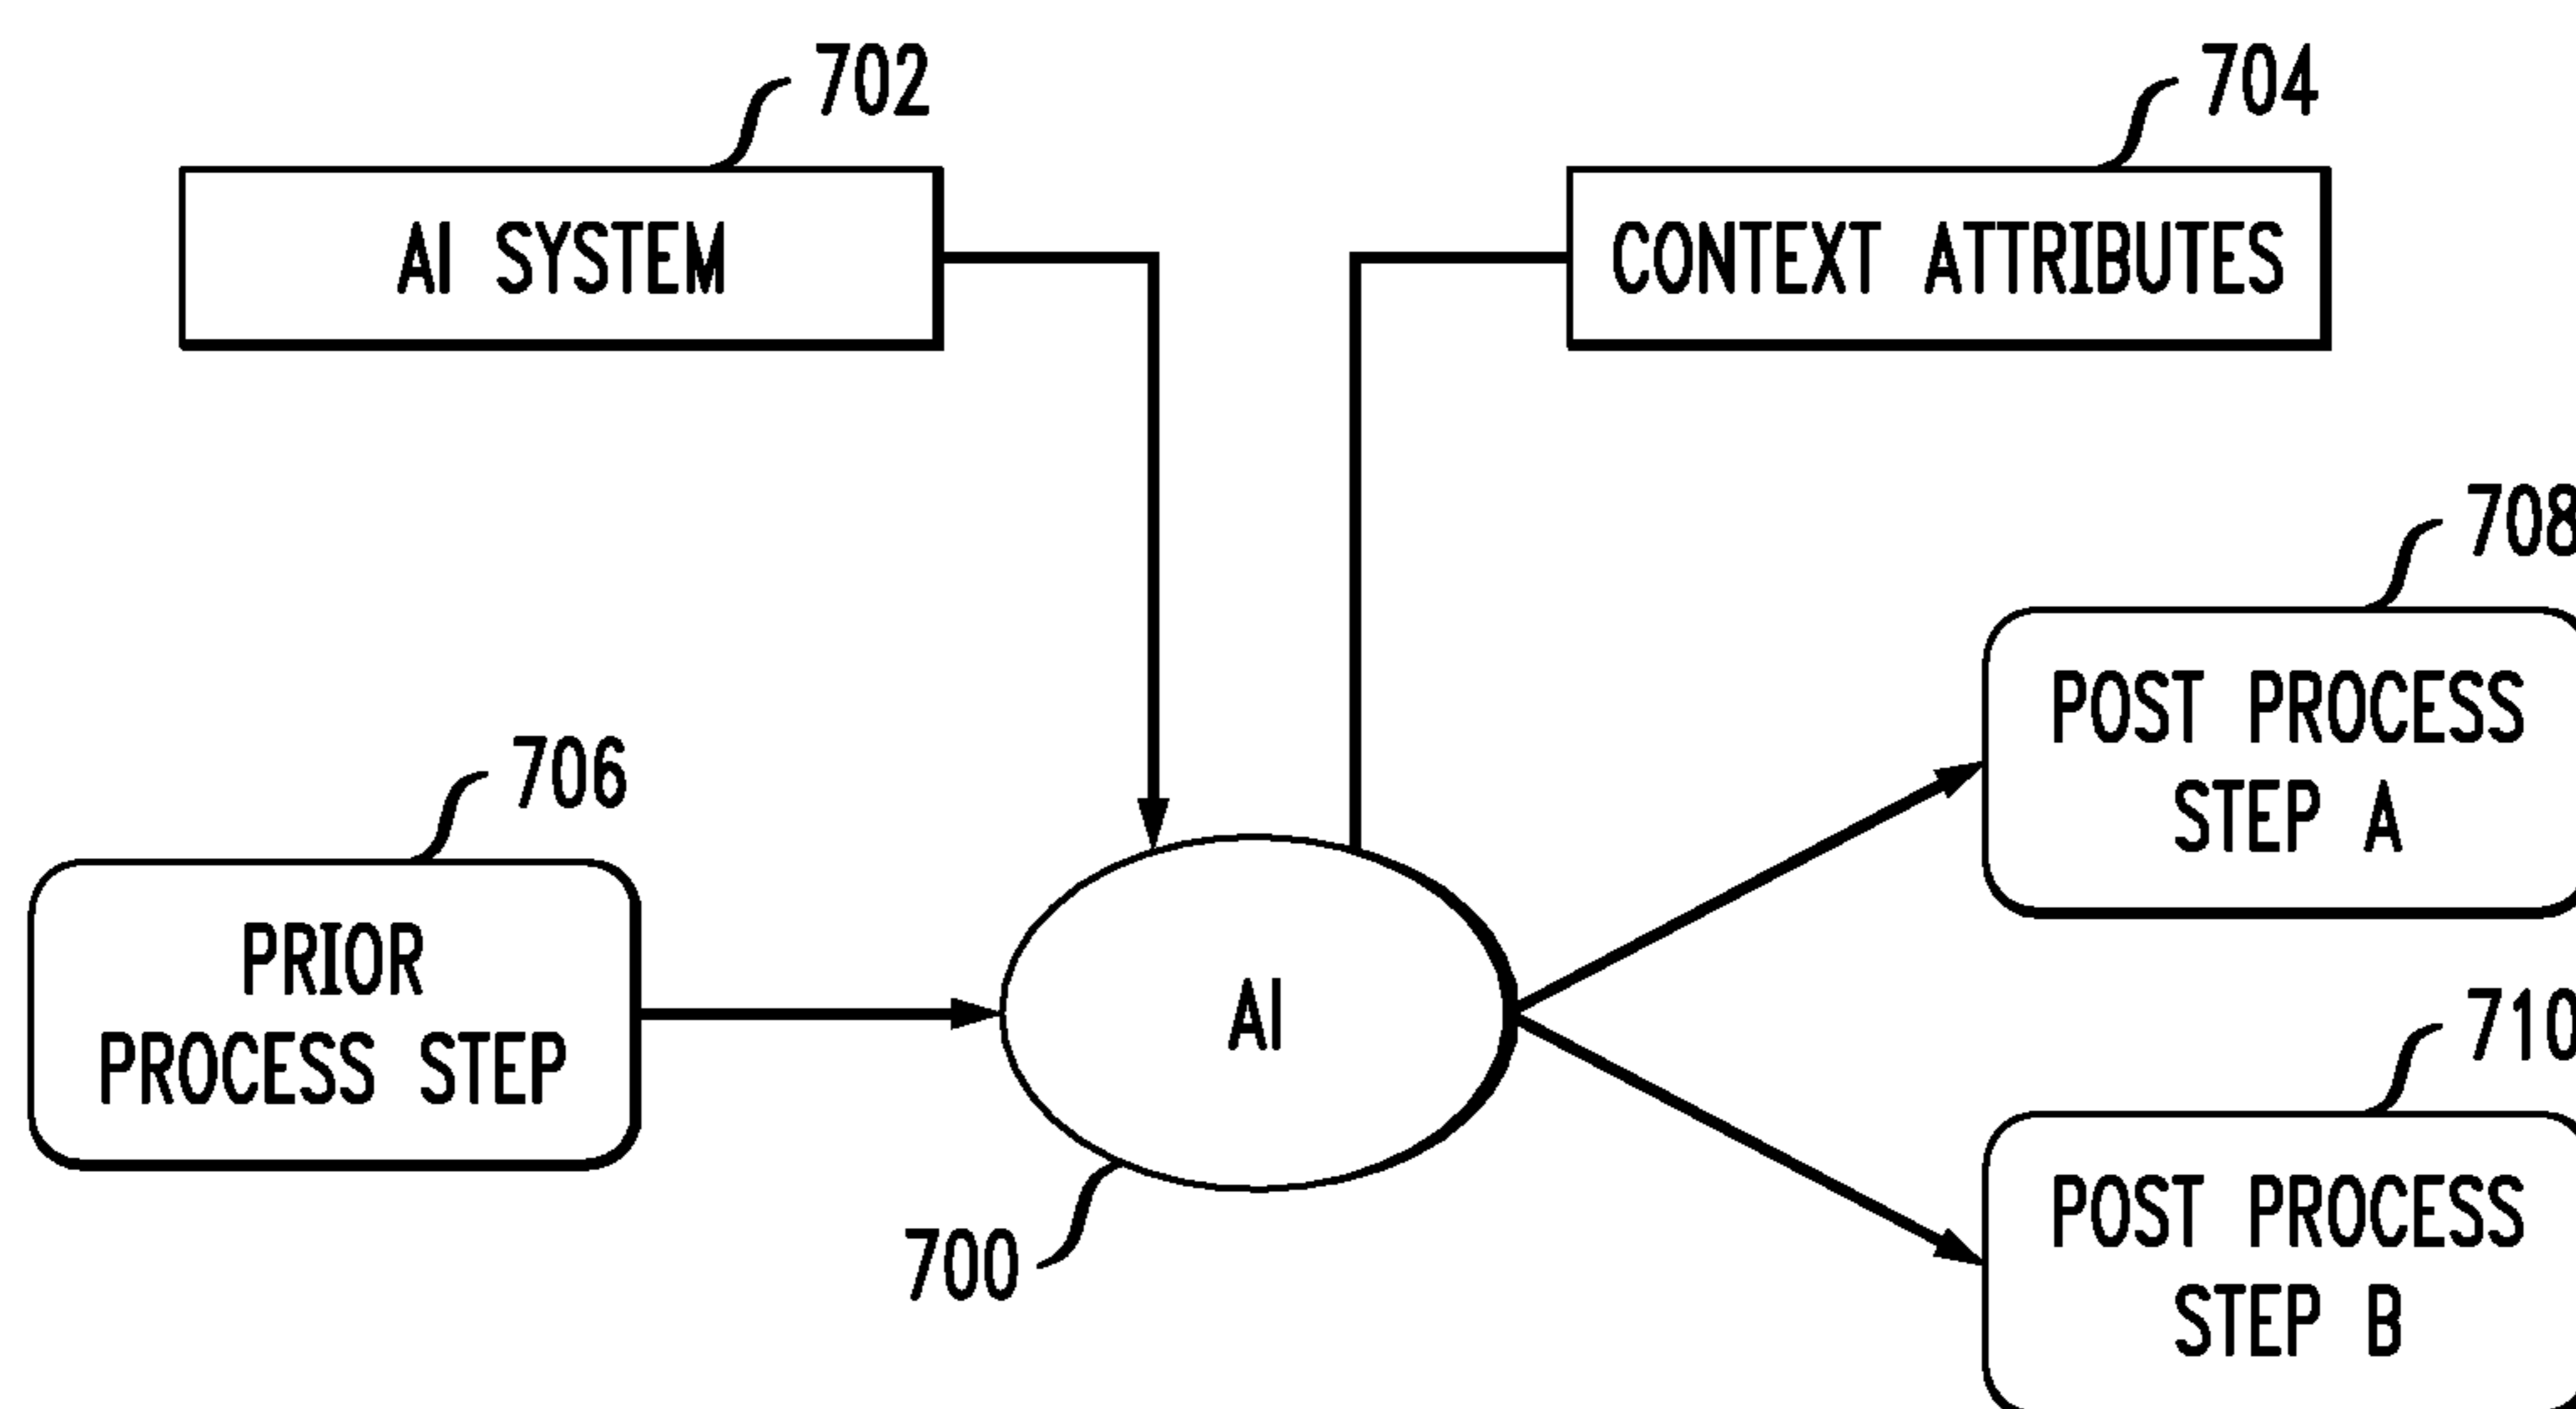 702
704
AI SYSTEM
CONTEXT ATTRIBUTES
708
POST PROCESS
STEP A
706
PRIOR
PROCESS STEP
AI
710
POST PROCESS
STEP B
700